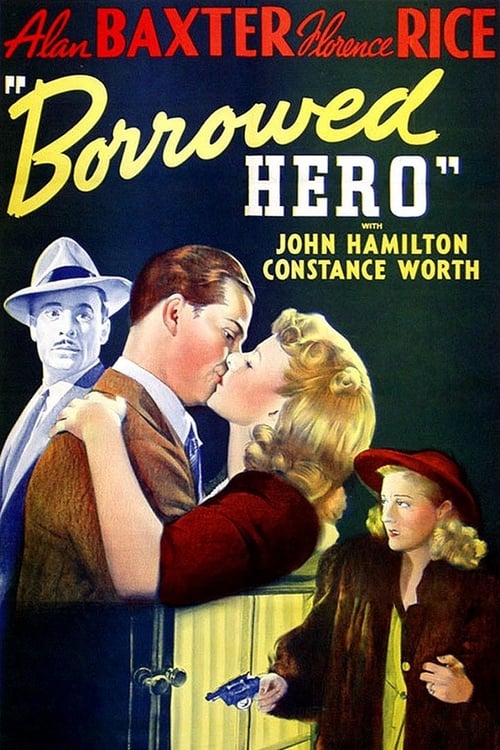 Alan BAXTER Florence RICE
"Borrowed
HERO"
WITH
JOHN HAMILTON
CONSTANCE WORTH